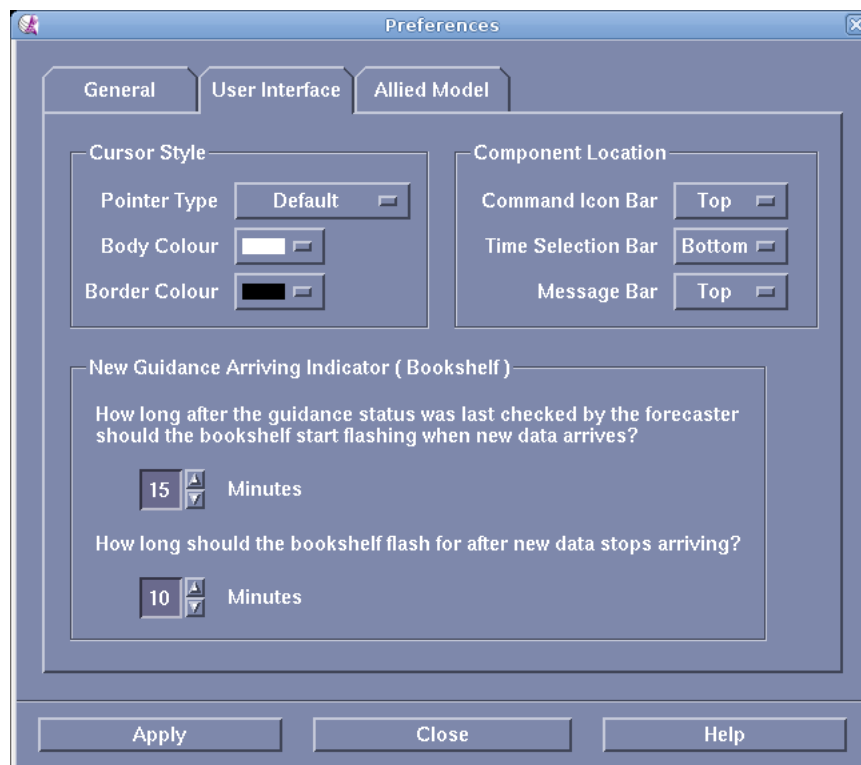 Preferences
General User Interface Allied Model
Cursor Style
Pointer Type Default
Body Colour
Border Colour
Component Location
Command Icon Bar Top
Time Selection Bar Bottom
Message Bar Top
New Guidance Arriving Indicator ( Bookshelf )
How long after the guidance status was last checked by the forecaster
should the bookshelf start flashing when new data arrives?
15 Minutes
How long should the bookshelf flash for after new data stops arriving?
10 Minutes
Apply Close Help